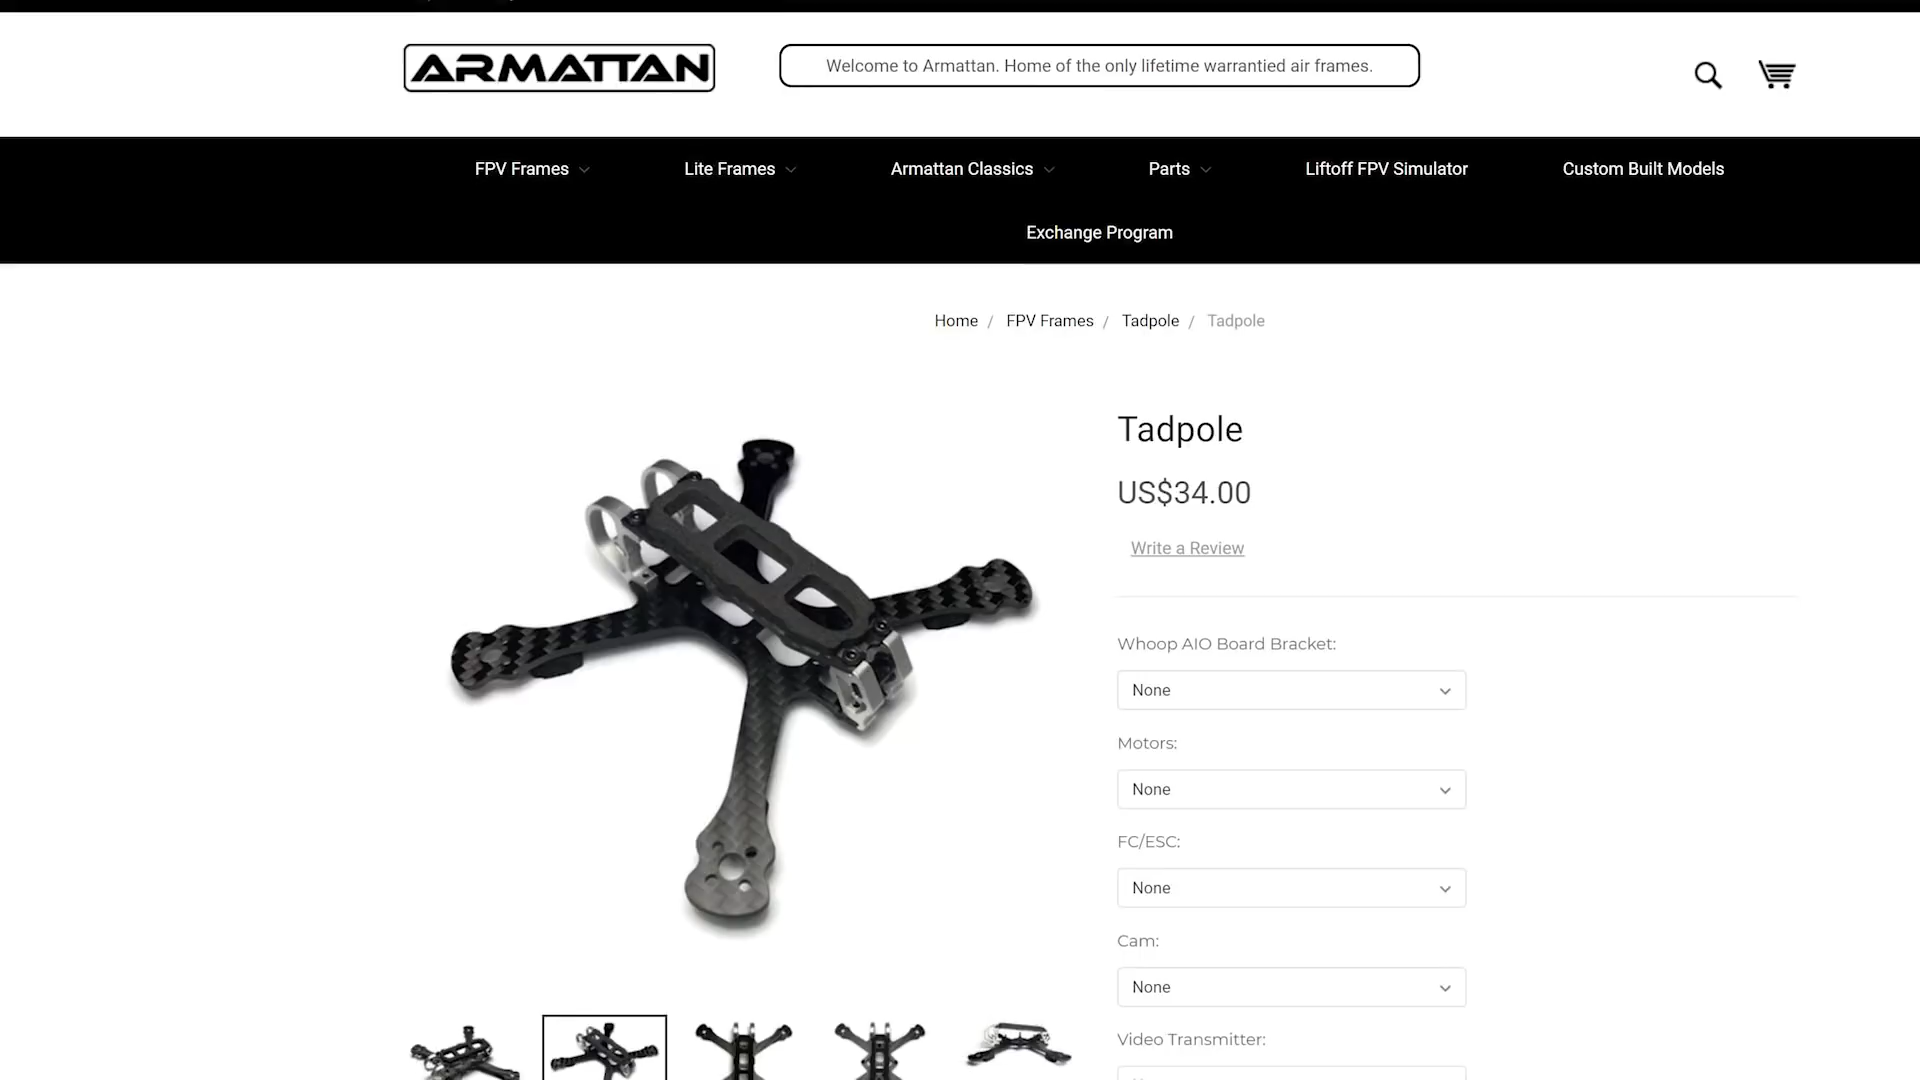 ARMATTAN
Welcome to Armattan. Home of the only lifetime warrantied air frames.
FPV Frames
Lite Frames
Armattan Classics
Parts
Liftoff FPV Simulator
Custom Built Models
Exchange Program
Home / FPV Frames / Tadpole / Tadpole
Tadpole
US$34.00
Write a Review
Whoop AIO Board Bracket:
None
Motors:
None
FC/ESC:
None
Cam:
None
Video Transmitter: